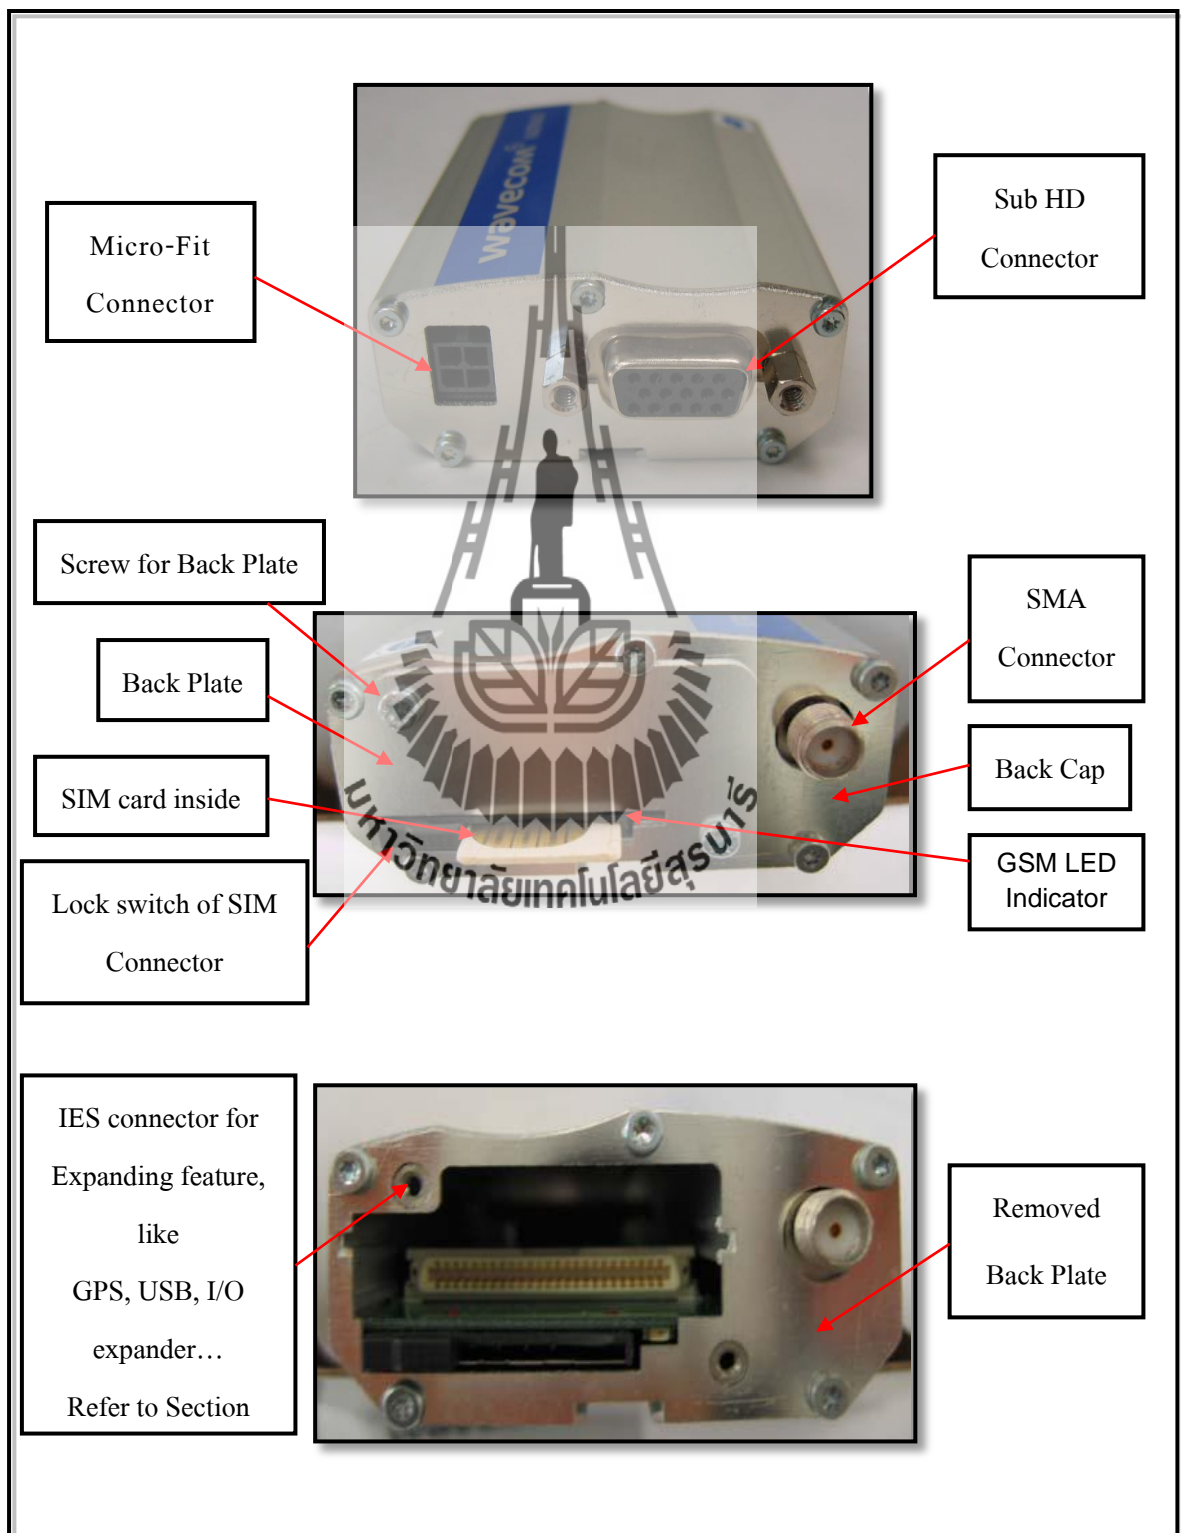 wavecom
Micro-Fit
Connector
Sub HD
Connector
Screw for Back Plate
Back Plate
SIM card inside
Lock switch of SIM
Connector
SMA
Connector
Back Cap
GSM LED
Indicator
มหาวิทยาลัยเทคโนโลยีสุรนารี
IES connector for
Expanding feature,
like
GPS, USB, I/O
expander…
Refer to Section
Removed
Back Plate